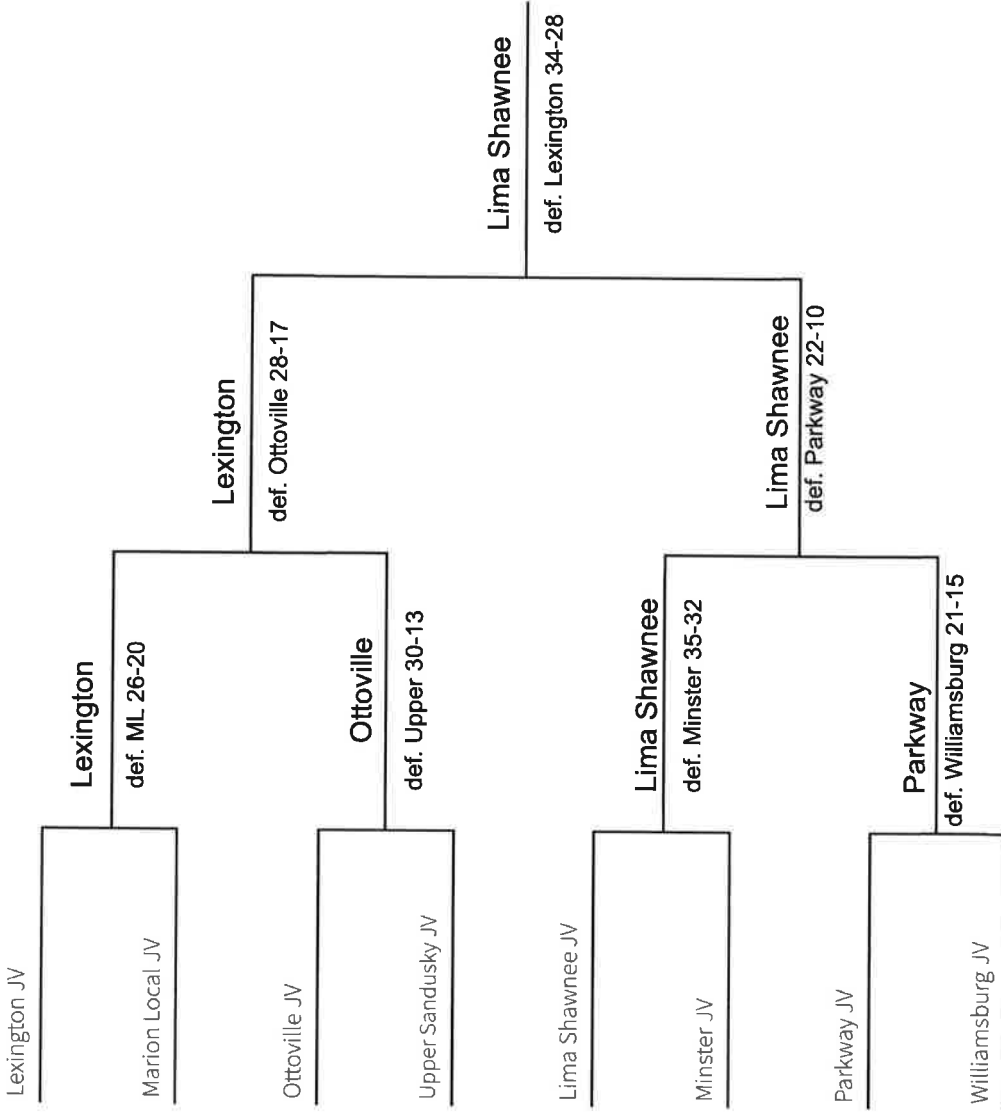 Lexington JV
Marion Local JV
Ottoville JV
Upper Sandusky JV
Lima Shawnee JV
Minster JV
Parkway JV
Williamsburg JV
Lexington
def. ML 26-20
Ottoville
def. Upper 30-13
Lima Shawnee
def. Minster 35-32
Parkway
def. Williamsburg 21-15
Lexington
def. Ottoville 28-17
Lima Shawnee
def. Parkway 22-10
Lima Shawnee
def. Lexington 34-28